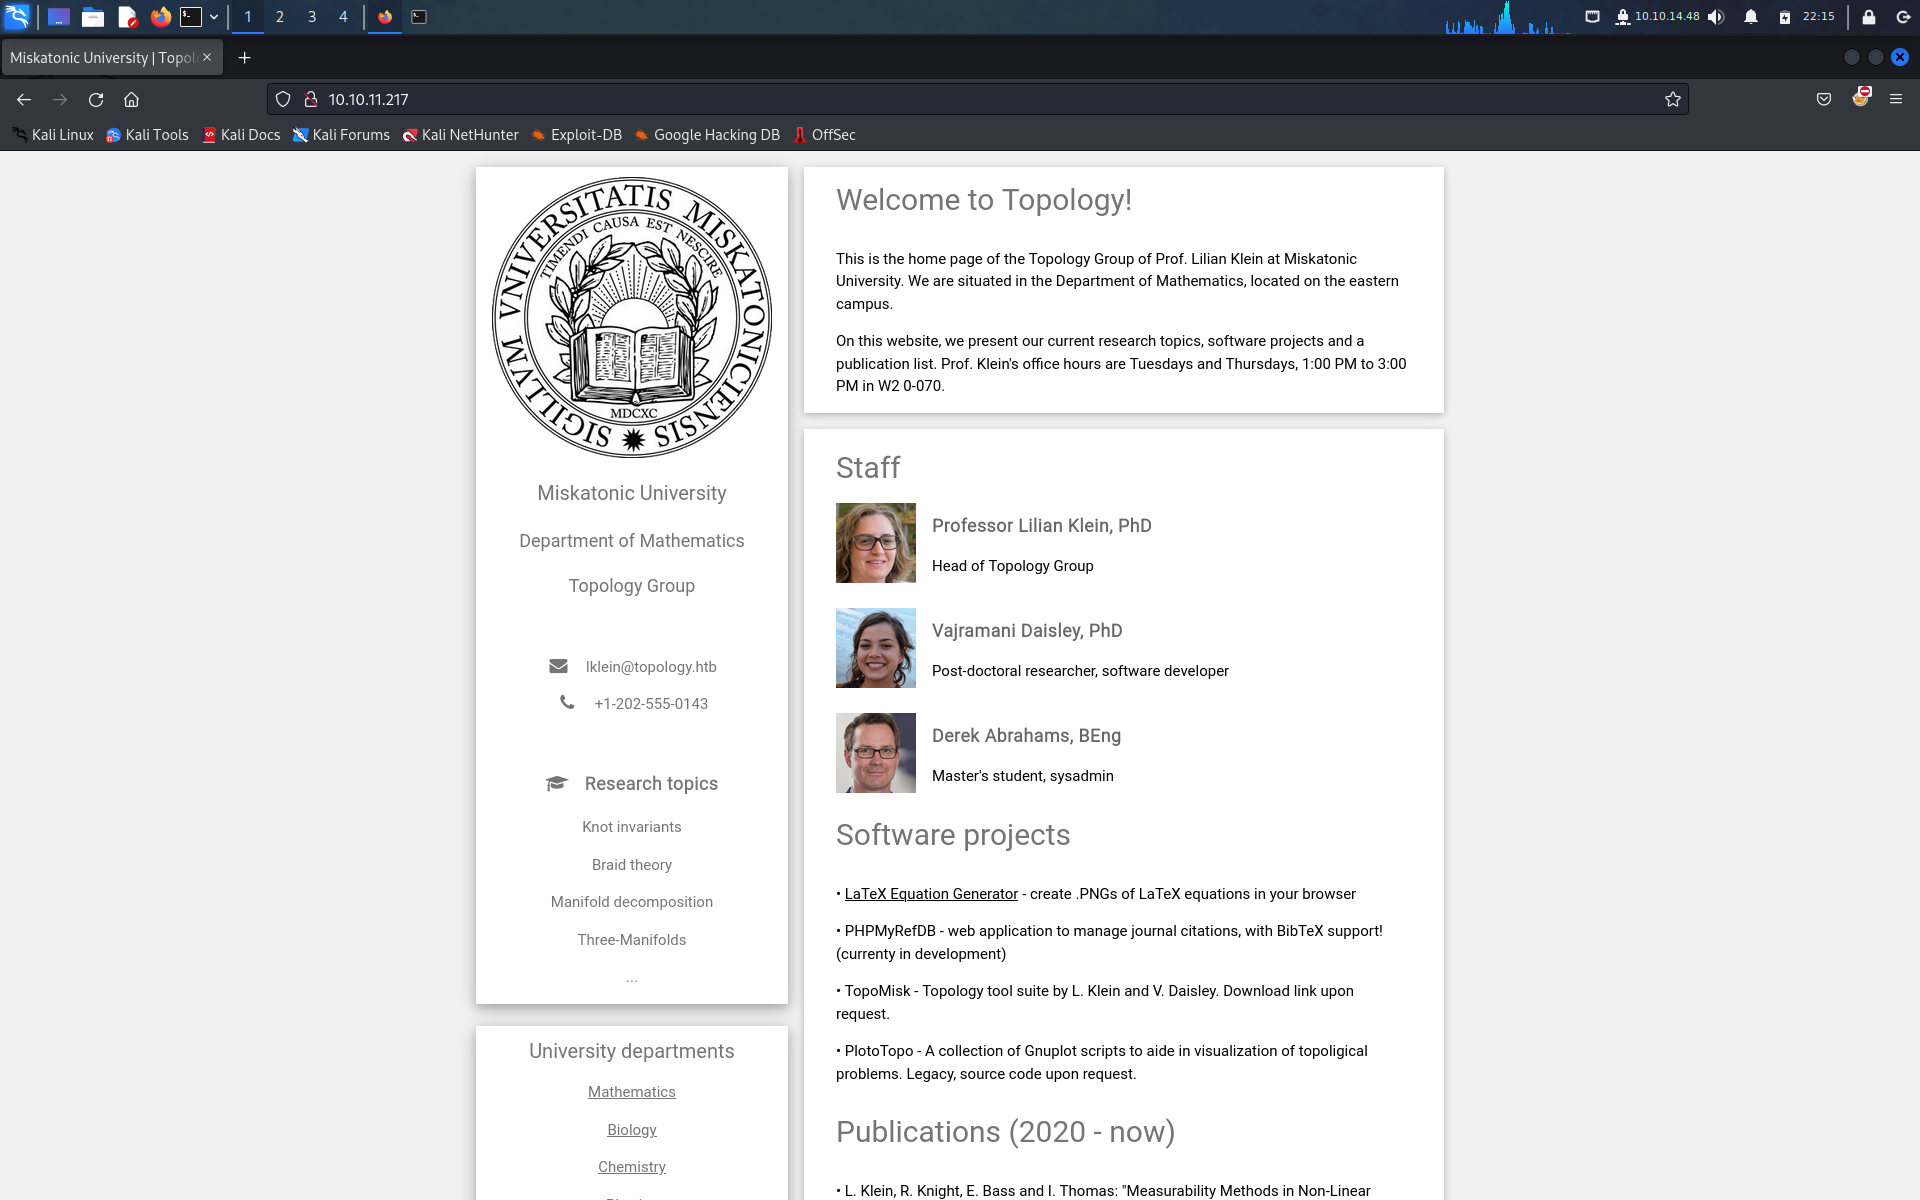 1 2 3 4
10.10.14.48
22:15
Miskatonic University | Topol
10.10.11.217
Kali Linux Kali Tools Kali Docs Kali Forums Kali NetHunter Exploit-DB Google Hacking DB OffSec
SIGILLVM VNIVERSITATIS MISKATONICIENSIS
TIMENDI CAUSA EST NESCIRE
MDCXC
Miskatonic University
Department of Mathematics
Topology Group
lklein@topology.htb
+1-202-555-0143
Research topics
Knot invariants
Braid theory
Manifold decomposition
Three-Manifolds
...
University departments
Mathematics
Biology
Chemistry
Welcome to Topology!
This is the home page of the Topology Group of Prof. Lilian Klein at Miskatonic
University. We are situated in the Department of Mathematics, located on the eastern
campus.
On this website, we present our current research topics, software projects and a
publication list. Prof. Klein's office hours are Tuesdays and Thursdays, 1:00 PM to 3:00
PM in W2 0-070.
Staff
Professor Lilian Klein, PhD
Head of Topology Group
Vajramani Daisley, PhD
Post-doctoral researcher, software developer
Derek Abrahams, BEng
Master's student, sysadmin
Software projects
• LaTeX Equation Generator - create .PNGs of LaTeX equations in your browser
• PHPMyRefDB - web application to manage journal citations, with BibTeX support!
(currenty in development)
• TopoMisk - Topology tool suite by L. Klein and V. Daisley. Download link upon
request.
• PlotoTopo - A collection of Gnuplot scripts to aide in visualization of topoligical
problems. Legacy, source code upon request.
Publications (2020 - now)
• L. Klein, R. Knight, E. Bass and I. Thomas: "Measurability Methods in Non-Linear